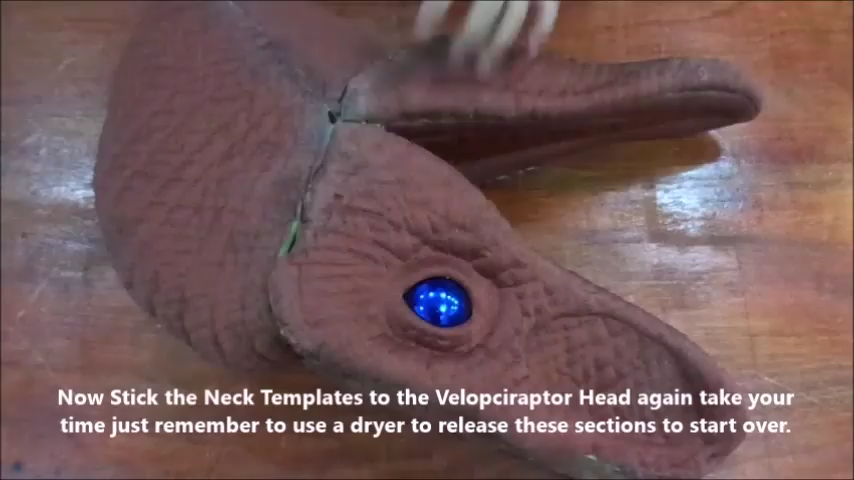 Now Stick the Neck Templates to the Velopciraptor Head again take your
time just remember to use a dryer to release these sections to start over.